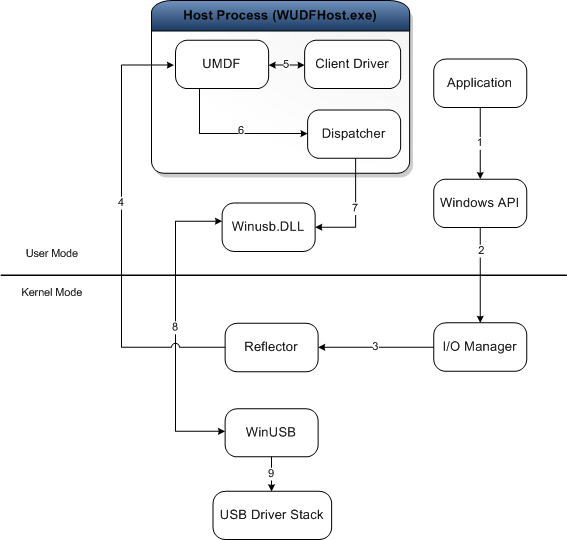 Host Process (WUDFHost.exe)
UMDF
5
Client Driver
Application
6
Dispatcher
1
4
7
Windows API
Winusb.DLL
2
User Mode
Kernel Mode
8
Reflector
3
I/O Manager
WinUSB
9
USB Driver Stack